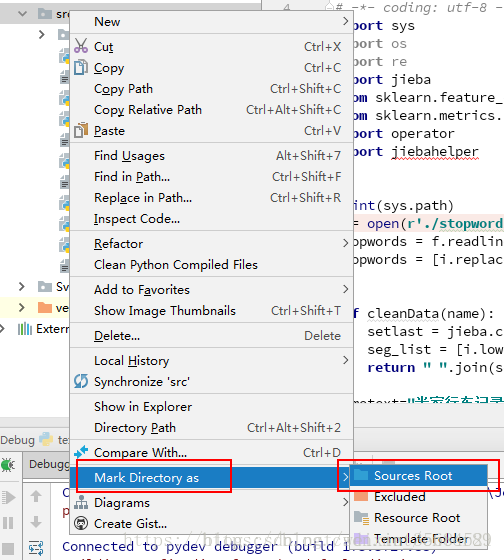 src
New
Cut Ctrl+X
Copy Ctrl+C
Copy Path Ctrl+Shift+C
Copy Relative Path Ctrl+Alt+Shift+C
Paste Ctrl+V
Find Usages Alt+Shift+7
Find in Path... Ctrl+Shift+F
Replace in Path... Ctrl+Shift+R
Inspect Code...
Refactor
Clean Python Compiled Files
Add to Favorites
Show Image Thumbnails Ctrl+Shift+T
Delete... Delete
Local History
Synchronize 'src'
Show in Explorer
Directory Path Ctrl+Alt+Shift+2
Compare With... Ctrl+D
Mark Directory as
Diagrams
Create Gist...
Sources Root
Excluded
Resource Root
Template Folder
4 # -*- coding: utf-8 -
port sys
port os
port re
port jieba
om sklearn.feature_
om sklearn.metrics.
port operator
port jiebahelper
int(sys.path)
= open(r'./stopword
opwords = f.readlin
opwords = [i.replac
f cleanData(name):
setlast = jieba.c
seg_list = [i.low
return " ".join(s
Sv
ve
Exterr
Debug
te
Debugg
Connected to pydev debugger (build